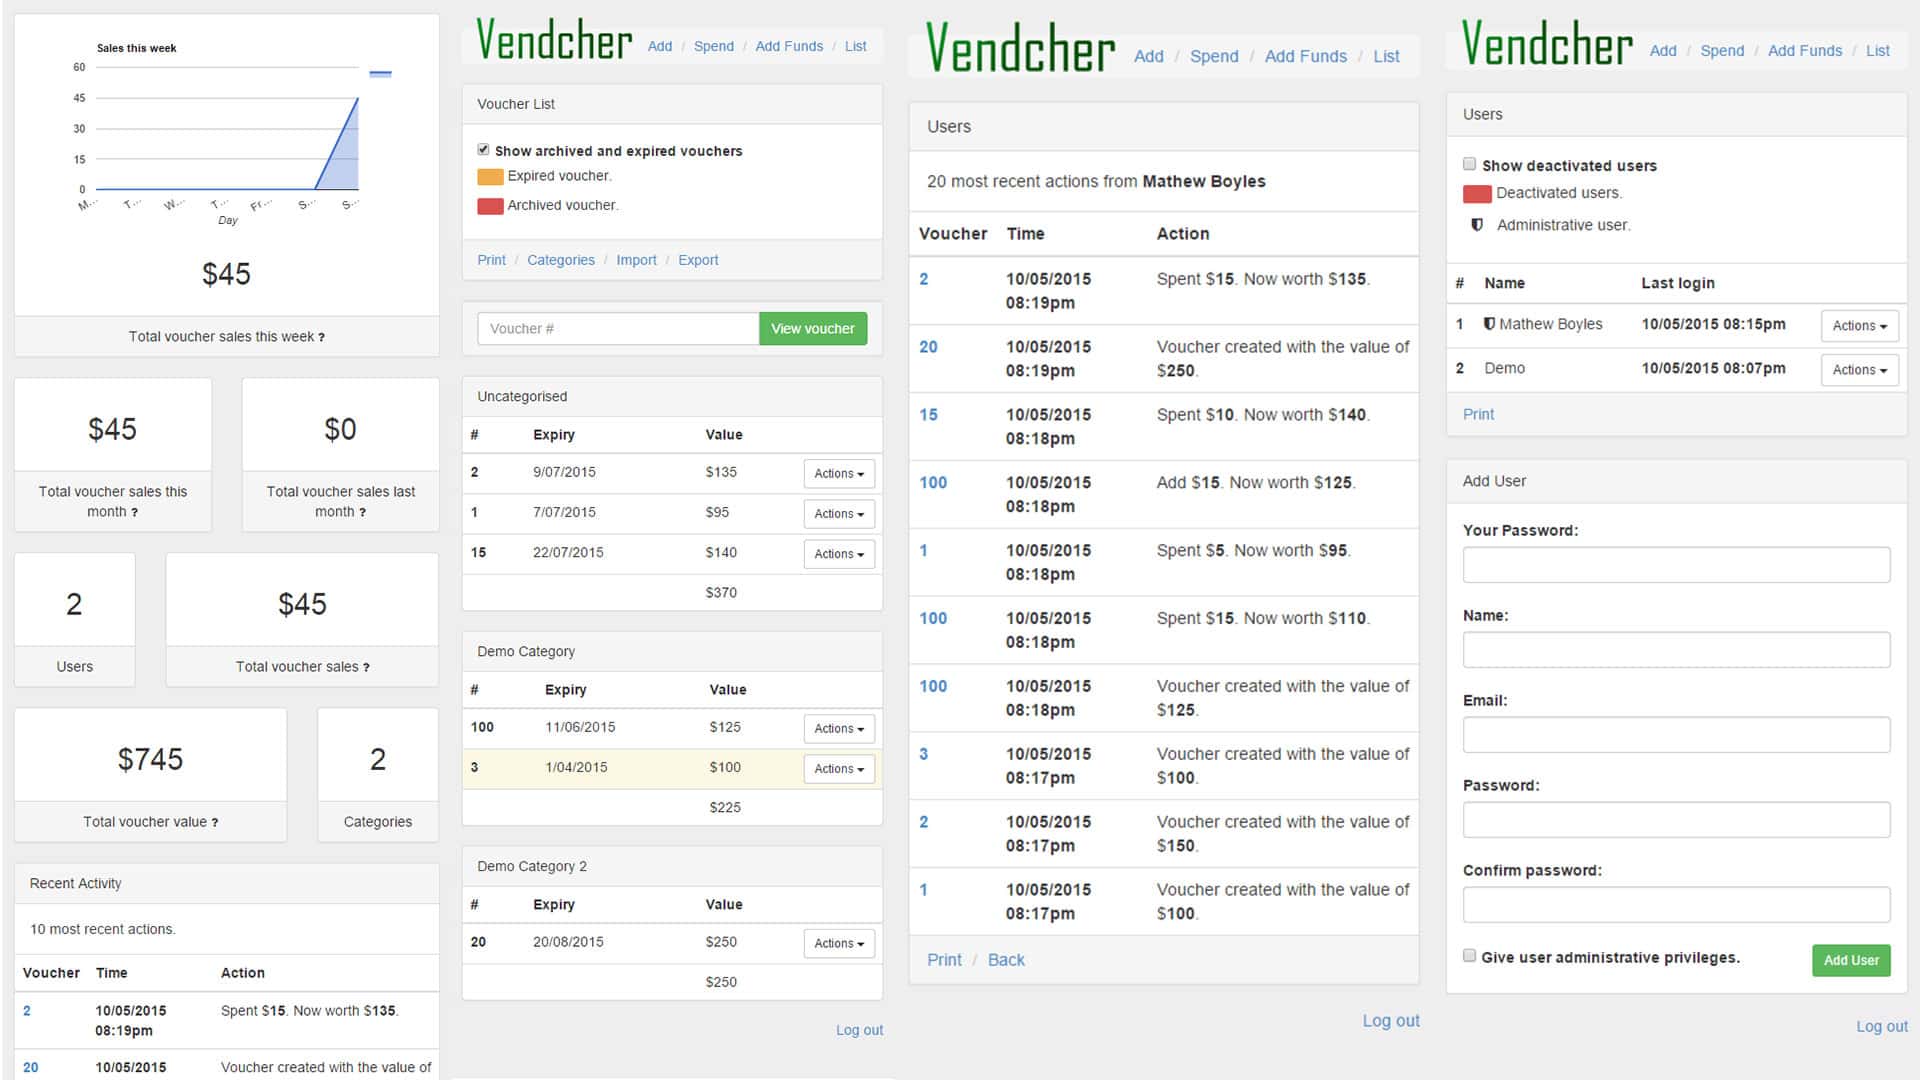 Sales this week
60
45
30
15
0
M...
T...
W...
T...
Fr...
S...
S...
Day
$45
Total voucher sales this week ?
$45
Total voucher sales this
month ?
$0
Total voucher sales last
month ?
2
Users
$45
Total voucher sales ?
$745
Total voucher value ?
2
Categories
Recent Activity
10 most recent actions.
Voucher Time Action
2 10/05/2015 Spent $15. Now worth $135.
08:19pm
20 10/05/2015 Voucher created with the value of
Vendcher Add / Spend / Add Funds / List
Voucher List
Show archived and expired vouchers
Expired voucher.
Archived voucher.
Print / Categories / Import / Export
Voucher # View voucher
Uncategorised
# Expiry Value
2 9/07/2015 $135 Actions
1 7/07/2015 $95 Actions
15 22/07/2015 $140 Actions
$370
Demo Category
# Expiry Value
100 11/06/2015 $125 Actions
3 1/04/2015 $100 Actions
$225
Demo Category 2
# Expiry Value
20 20/08/2015 $250 Actions
$250
Log out
Vendcher Add / Spend / Add Funds / List
Users
20 most recent actions from Mathew Boyles
Voucher Time Action
2 10/05/2015 Spent $15. Now worth $135.
08:19pm
20 10/05/2015 Voucher created with the value of
08:19pm $250.
15 10/05/2015 Spent $10. Now worth $140.
08:18pm
100 10/05/2015 Add $15. Now worth $125.
08:18pm
1 10/05/2015 Spent $5. Now worth $95.
08:18pm
100 10/05/2015 Spent $15. Now worth $110.
08:18pm
100 10/05/2015 Voucher created with the value of
08:18pm $125.
3 10/05/2015 Voucher created with the value of
08:17pm $100.
2 10/05/2015 Voucher created with the value of
08:17pm $150.
1 10/05/2015 Voucher created with the value of
08:17pm $100.
Print / Back
Log out
Vendcher Add / Spend / Add Funds / List
Users
Show deactivated users
Deactivated users.
Administrative user.
# Name Last login
1 Mathew Boyles 10/05/2015 08:15pm Actions
2 Demo 10/05/2015 08:07pm Actions
Print
Add User
Your Password:
Name:
Email:
Password:
Confirm password:
Give user administrative privileges. Add User
Log out